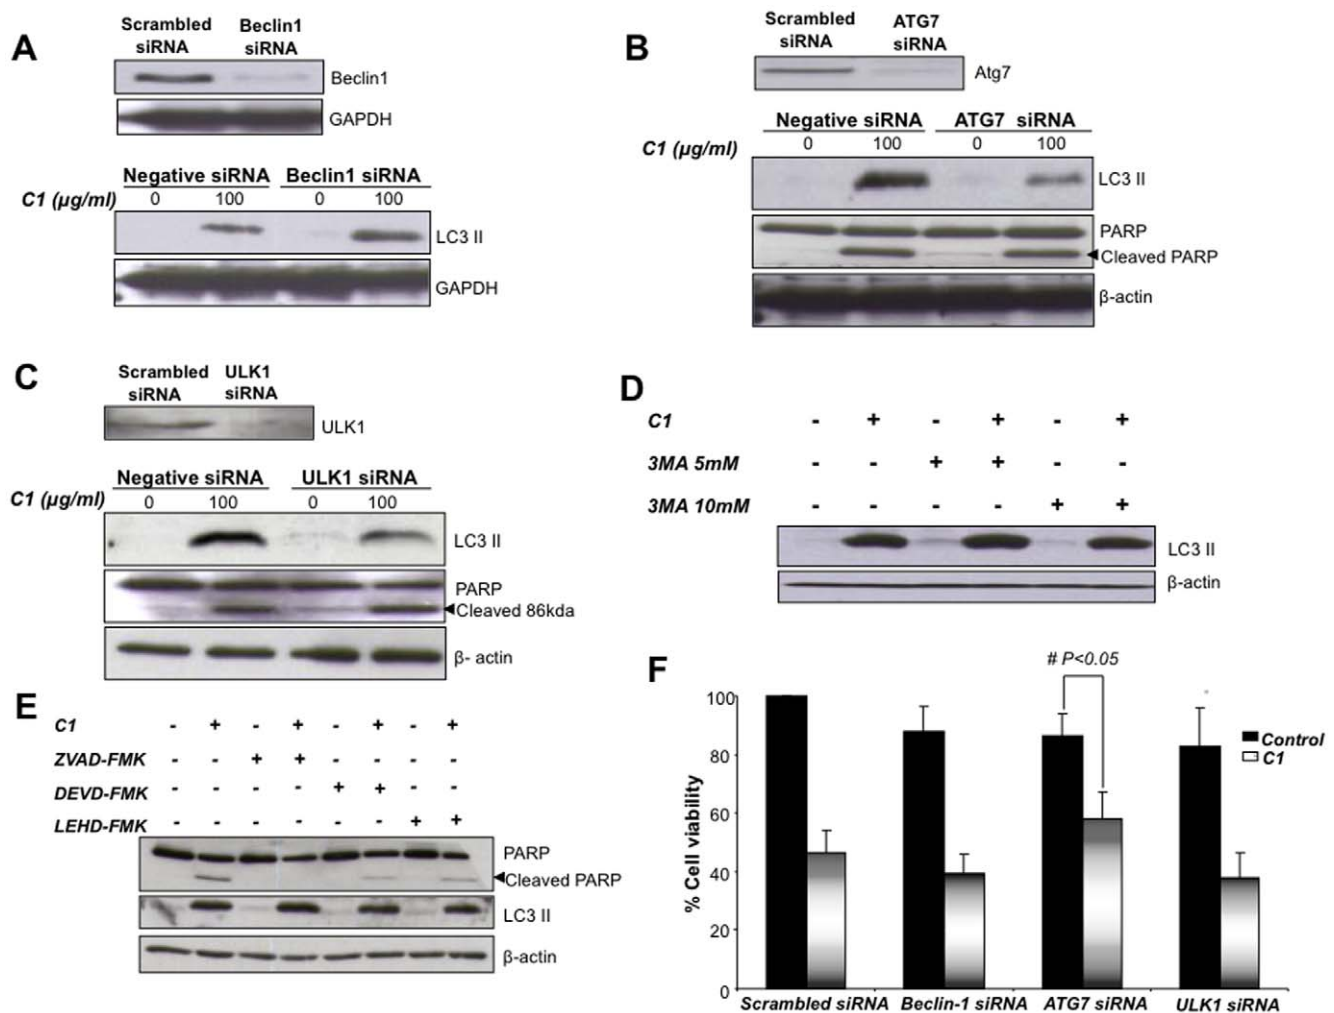 A
Scrambled Beclin1
siRNA siRNA
Beclin1
GAPDH
Negative siRNA Beclin1 siRNA
C1 (µg/ml) 0 100 0 100
LC3 II
GAPDH
B
Scrambled ATG7
siRNA siRNA
Atg7
Negative siRNA ATG7 siRNA
C1 (µg/ml) 0 100 0 100
LC3 II
PARP
◄Cleaved PARP
β-actin
C
Scrambled ULK1
siRNA siRNA
ULK1
Negative siRNA ULK1 siRNA
C1 (µg/ml) 0 100 0 100
LC3 II
PARP
◄Cleaved 86kda
β- actin
D
C1 - + - + - +
3MA 5mM - - + + - -
3MA 10mM - - - - + +
LC3 II
β-actin
E
C1 - + - + - + - +
ZVAD-FMK - - + + - - - -
DEVD-FMK - - - - + + - -
LEHD-FMK - - - - - - + +
PARP
◄Cleaved PARP
LC3 II
β-actin
F
# P<0.05
% Cell viability
100
80
60
40
20
0
Scrambled siRNA Beclin-1 siRNA ATG7 siRNA ULK1 siRNA
Control
C1